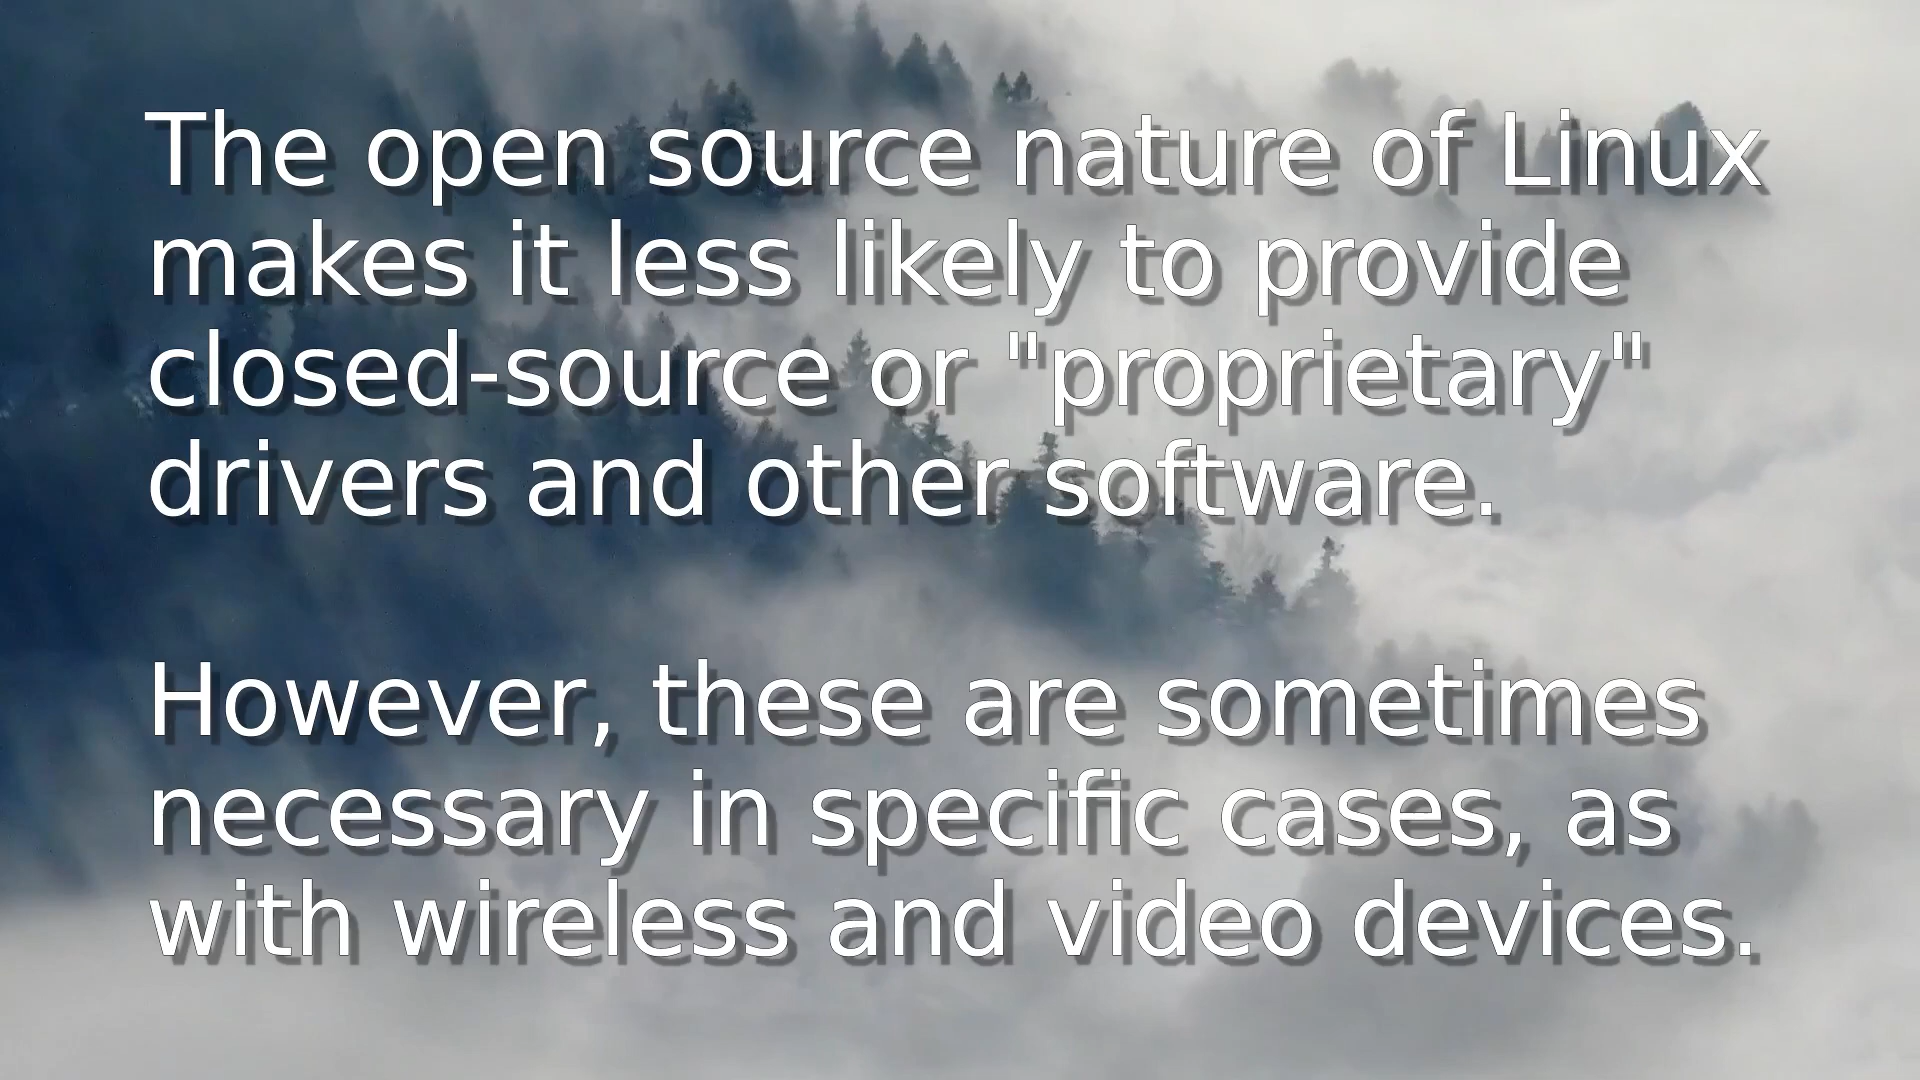 The open source nature of Linux
makes it less likely to provide
closed-source or "proprietary"
drivers and other software.
However, these are sometimes
necessary in specific cases, as
with wireless and video devices.